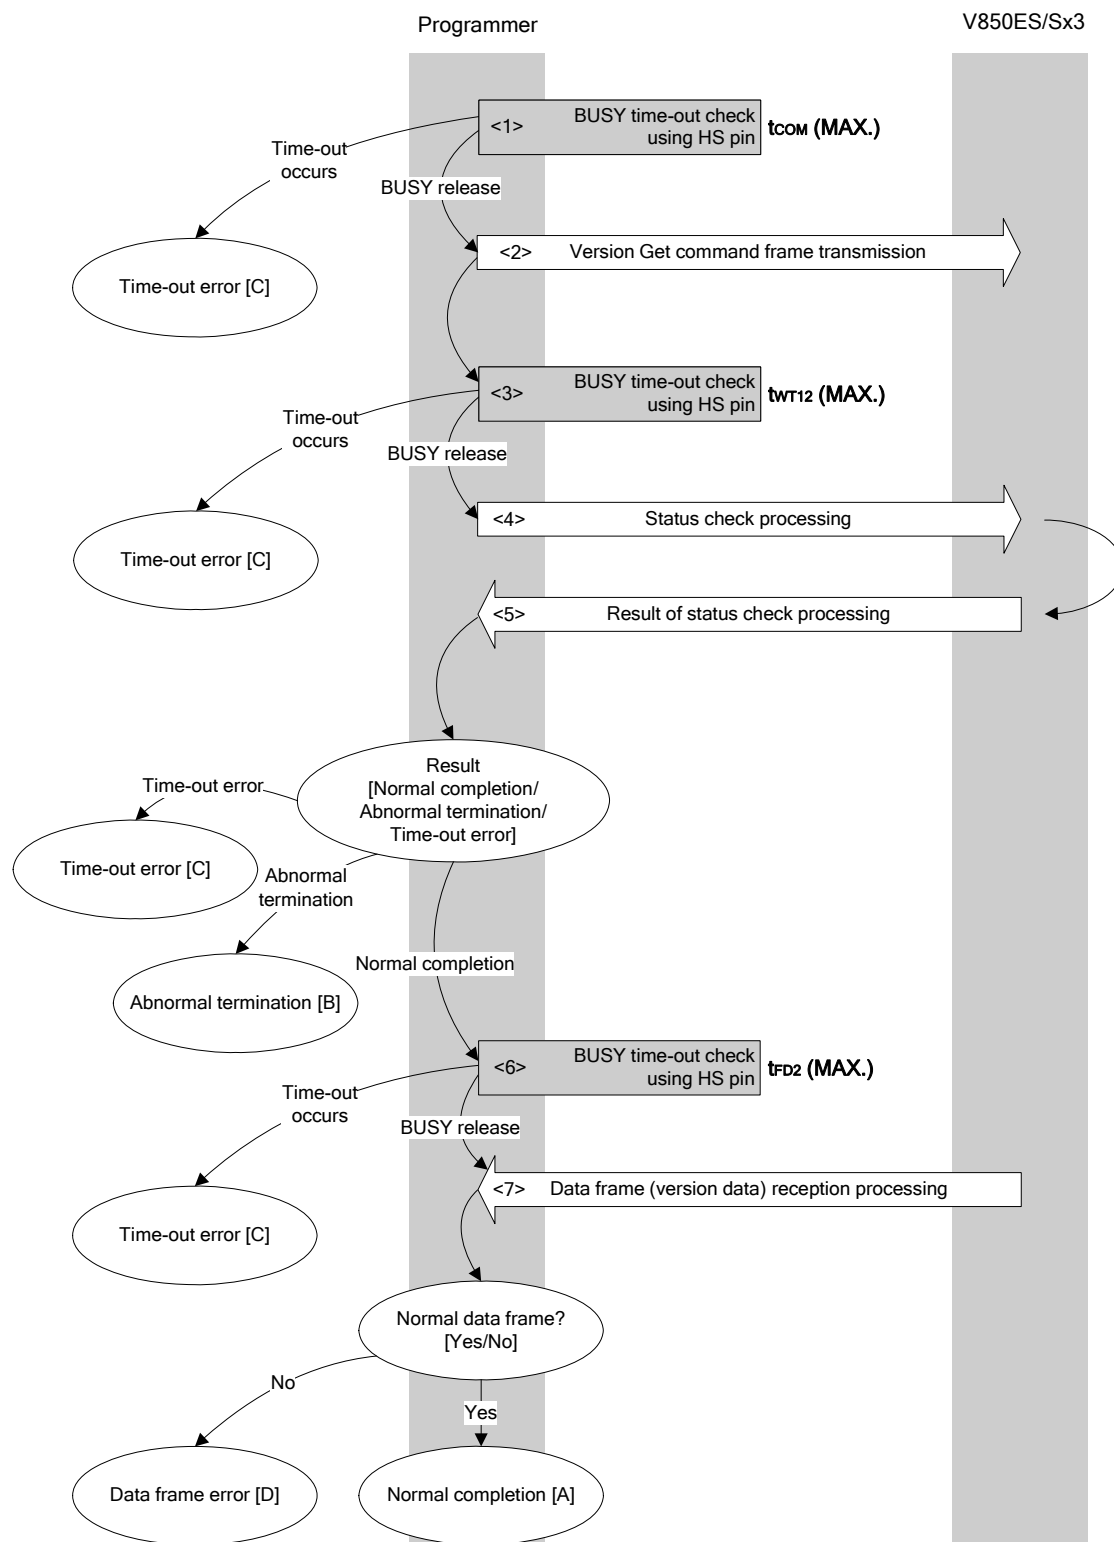 Programmer
V850ES/Sx3
<1>
BUSY time-out check
using HS pin
tCOM (MAX.)
Time-out
occurs
BUSY release
<2> Version Get command frame transmission
Time-out error [C]
<3>
BUSY time-out check
using HS pin
tWT12 (MAX.)
Time-out
occurs
BUSY release
<4> Status check processing
Time-out error [C]
<5> Result of status check processing
Result
[Normal completion/
Abnormal termination/
Time-out error]
Time-out error
Time-out error [C]
Abnormal
termination
Normal completion
Abnormal termination [B]
<6>
BUSY time-out check
using HS pin
tFD2 (MAX.)
Time-out
occurs
BUSY release
<7> Data frame (version data) reception processing
Time-out error [C]
Normal data frame?
[Yes/No]
No
Yes
Data frame error [D]
Normal completion [A]